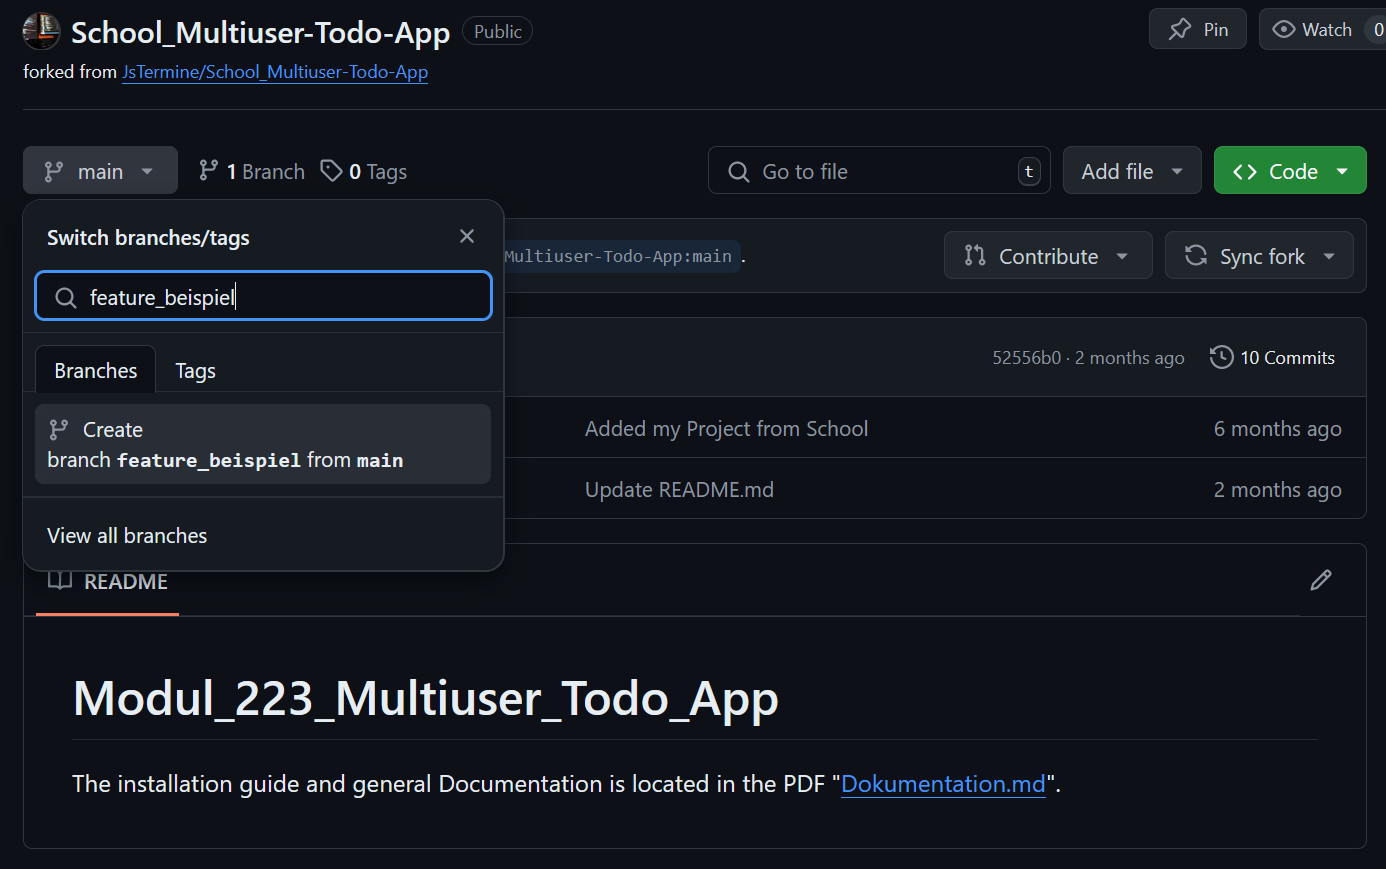 School_Multiuser-Todo-App Public
Pin
Watch 0
forked from JsTermine/School_Multiuser-Todo-App
main
1 Branch
0 Tags
Go to file t
Add file
Code
Switch branches/tags
Multiuser-Todo-App:main .
Contribute
Sync fork
feature_beispiel
Branches
Tags
52556b0 · 2 months ago
10 Commits
Create
branch feature_beispiel from main
Added my Project from School
6 months ago
Update README.md
2 months ago
View all branches
README
Modul_223_Multiuser_Todo_App
The installation guide and general Documentation is located in the PDF "Dokumentation.md".